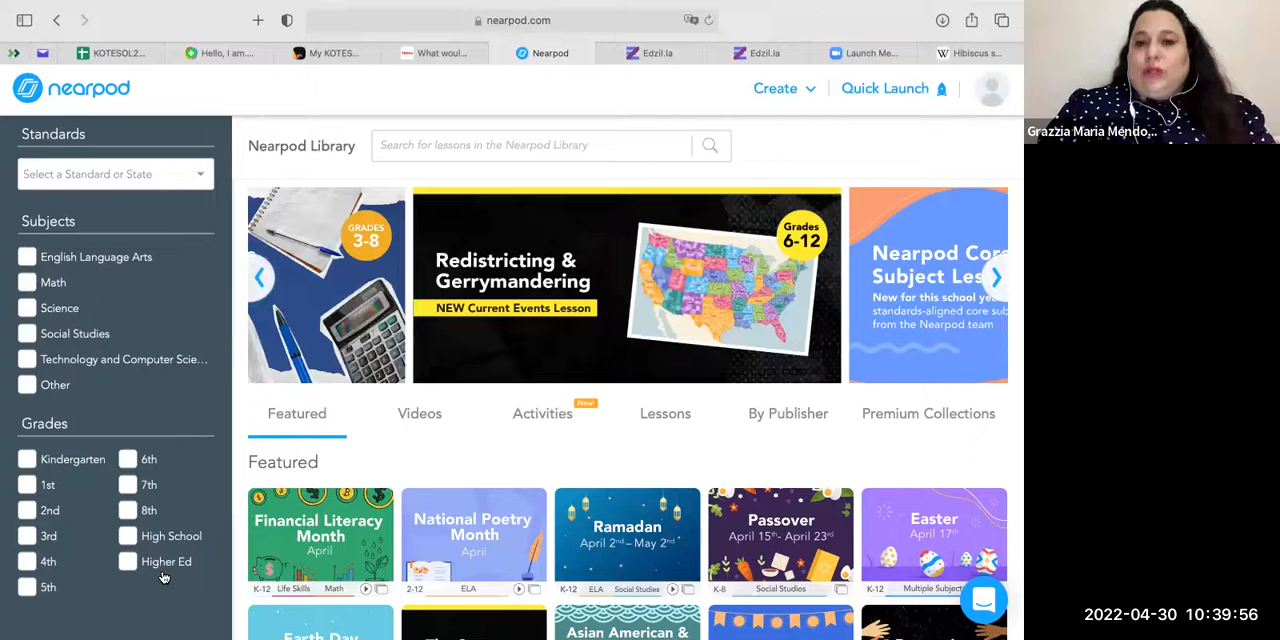 nearpod.com
KOTESOL2...
Hello, I am....
My KOTES...
What woul...
Nearpod
Edzil.la
Edzil.la
Launch Me...
Hibiscus s...
nearpod
Create
Quick Launch
Grazzia Maria Mendo...
Standards
Select a Standard or State
Subjects
English Language Arts
Math
Science
Social Studies
Technology and Computer Scie...
Other
Grades
Kindergarten
6th
1st
7th
2nd
8th
3rd
High School
4th
Higher Ed
5th
Nearpod Library
Search for lessons in the Nearpod Library
GRADES
3-8
Redistricting &
Gerrymandering
NEW Current Events Lesson
Grades
6-12
Nearpod Cor
Subject Les
New for this school ye
standards-aligned core sub
from the Nearpod team
Featured
Videos
Activities
New!
Lessons
By Publisher
Premium Collections
Featured
Financial Literacy
Month
April
K-12 Life Skills Math
National Poetry
Month
April
2-12 ELA
Ramadan
April 2nd–May 2nd
K-12 ELA Social Studies
Passover
April 15th- April 23rd
K-8 Social Studies
Easter
April 17th
K-12 Multiple Subject
Earth Day
Asian American &
2022-04-30 10:39:56